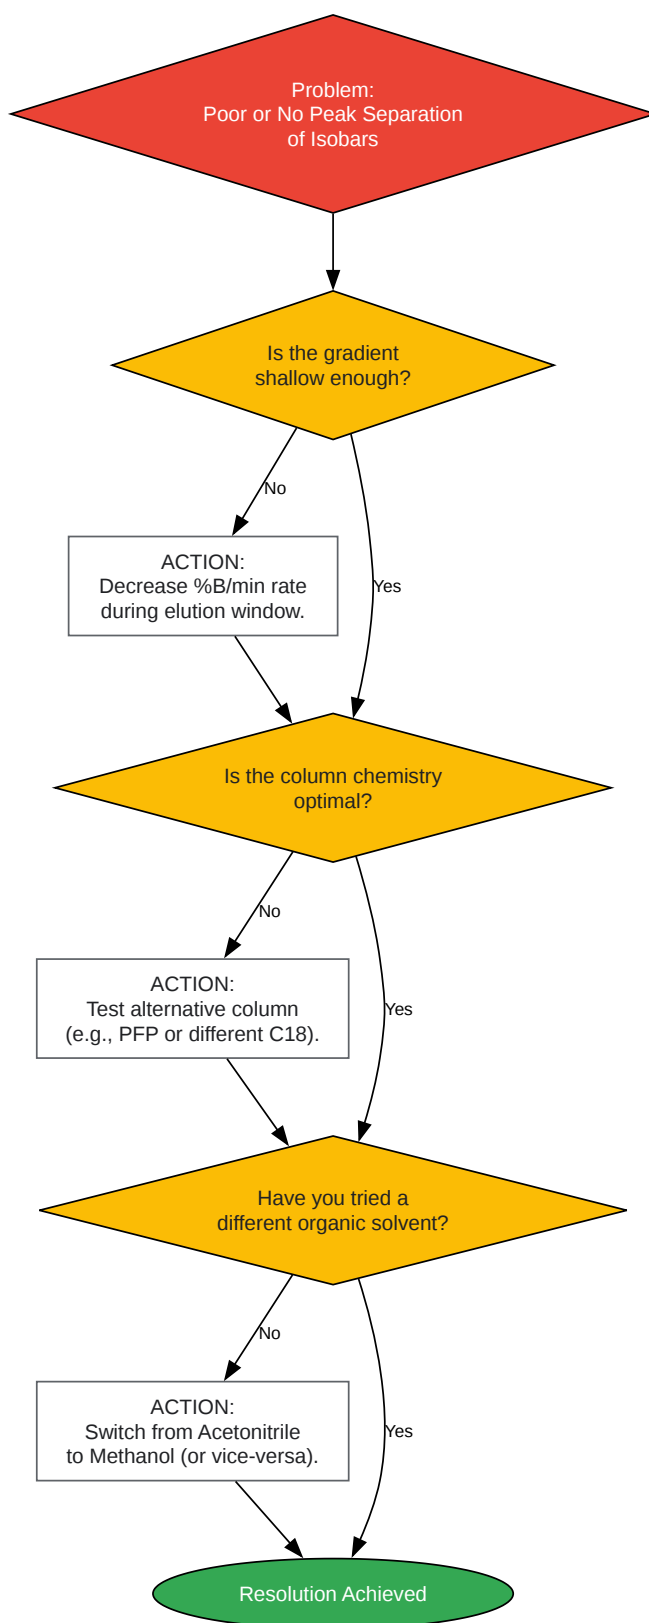 Problem:
Poor or No Peak Separation
of Isobars
Is the gradient
shallow enough?
No
ACTION:
Decrease %B/min rate
during elution window.
Yes
Is the column chemistry
optimal?
No
ACTION:
Test alternative column
(e.g., PFP or different C18).
Yes
Have you tried a
different organic solvent?
No
ACTION:
Switch from Acetonitrile
to Methanol (or vice-versa).
Yes
Resolution Achieved